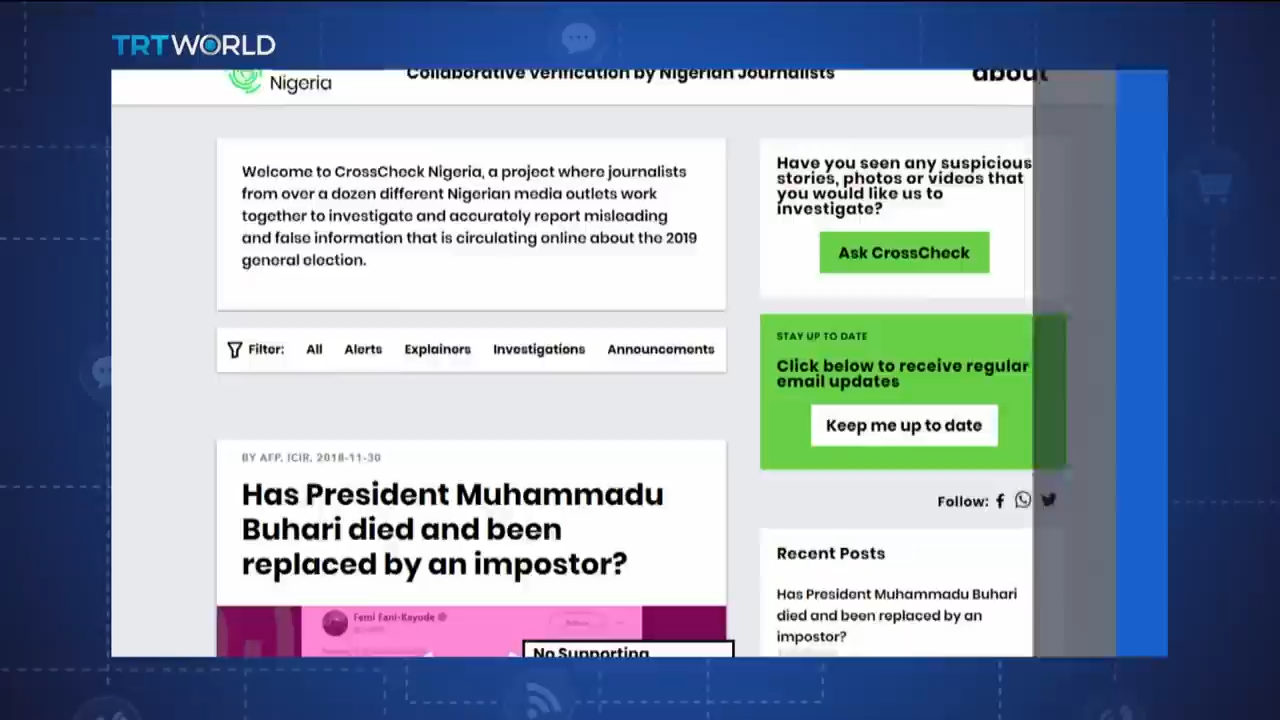 TRTWORLD
Nigeria
Collaborative verification by Nigerian Journalists
about
Welcome to CrossCheck Nigeria, a project where journalists
from over a dozen different Nigerian media outlets work
together to investigate and accurately report misleading
and false information that is circulating online about the 2019
general election.
Have you seen any suspicious
stories, photos or videos that
you would like us to
investigate?
Ask CrossCheck
Filter: All Alerts Explainers Investigations Announcements
STAY UP TO DATE
Click below to receive regular
email updates
Keep me up to date
BY AFP, ICIR, 2018-11-30
Has President Muhammadu
Buhari died and been
replaced by an impostor?
Follow:
Recent Posts
Has President Muhammadu Buhari
died and been replaced by an
impostor?
Femi Fani-Kayode
No Supporting